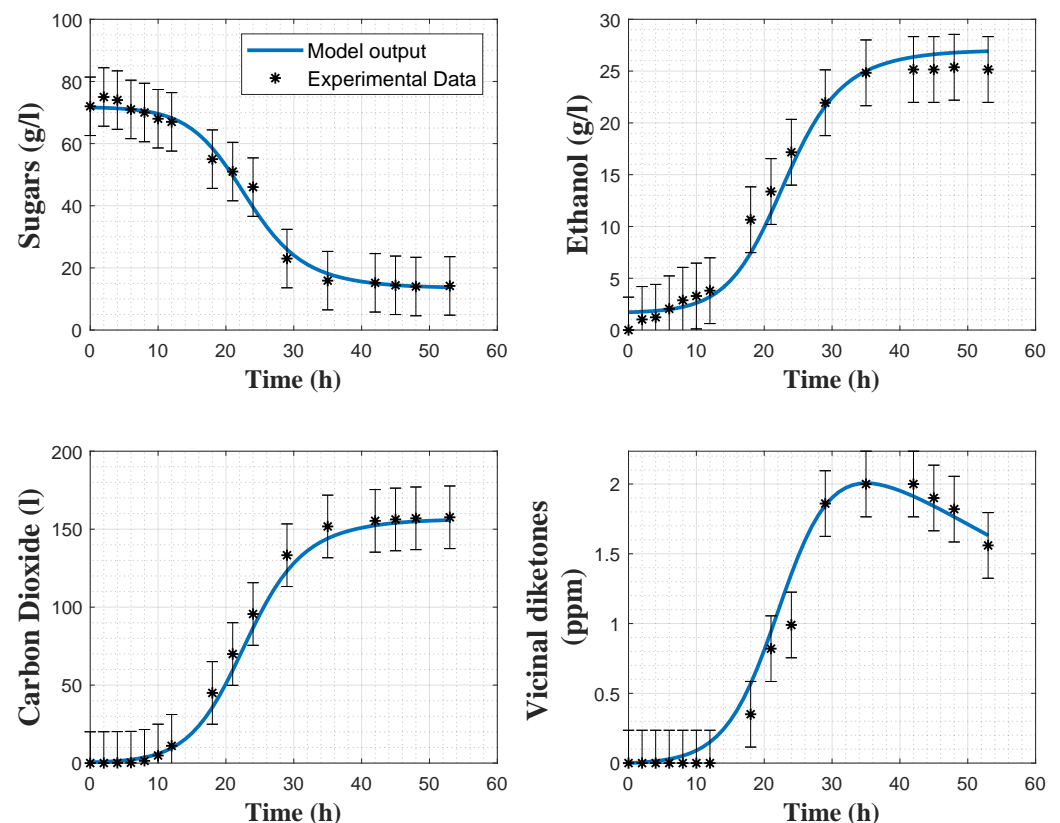 100
80
60
40
20
0
Sugars (g/l)
Model output
Experimental Data
0 10 20 30 40 50 60
Time (h)
30
25
20
15
10
5
0
Ethanol (g/l)
0 10 20 30 40 50 60
Time (h)
200
150
100
50
0
Carbon Dioxide (l)
0 10 20 30 40 50 60
Time (h)
2
1.5
1
0.5
0
Vicinal diketones
(ppm)
0 10 20 30 40 50 60
Time (h)